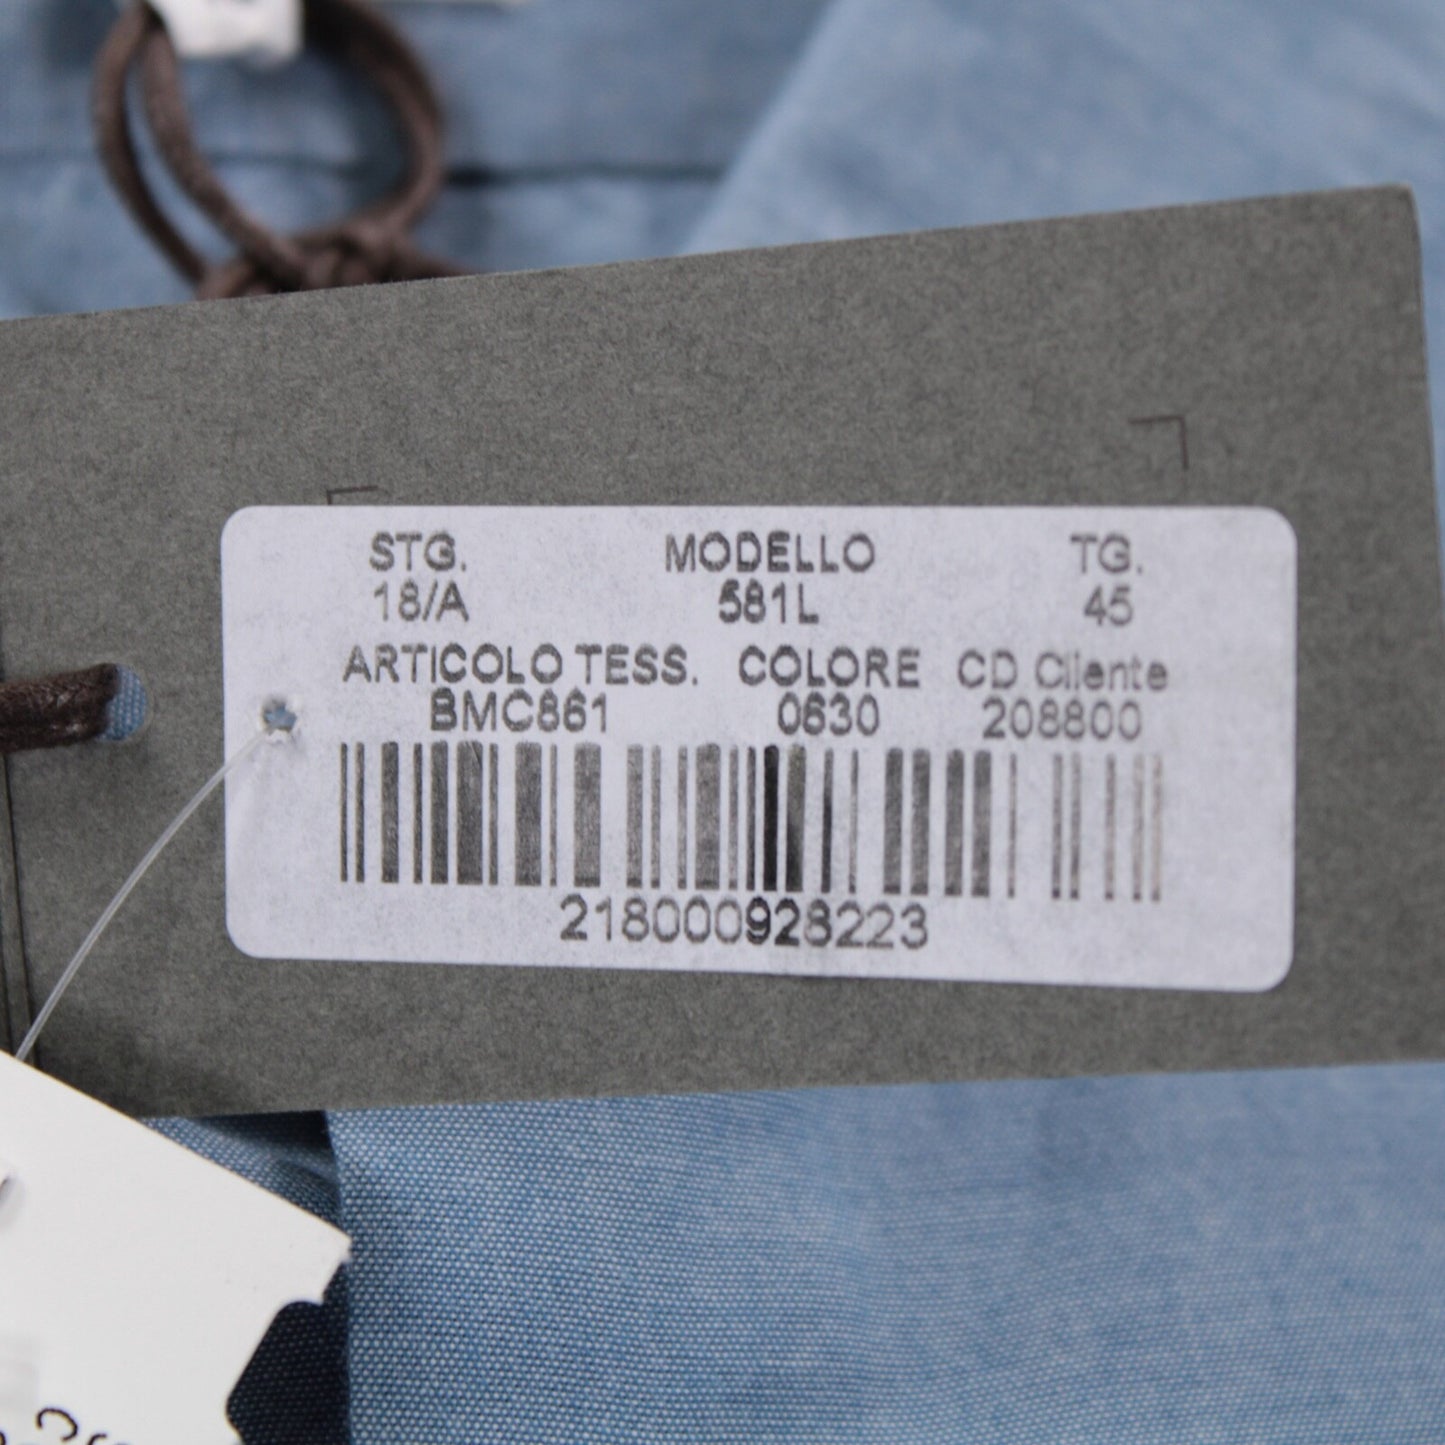 STG. MODELLO TG.
18/A 581L 45
ARTICOLO TESS. COLORE CD Cliente
BMC861 0630 208800
218000928223